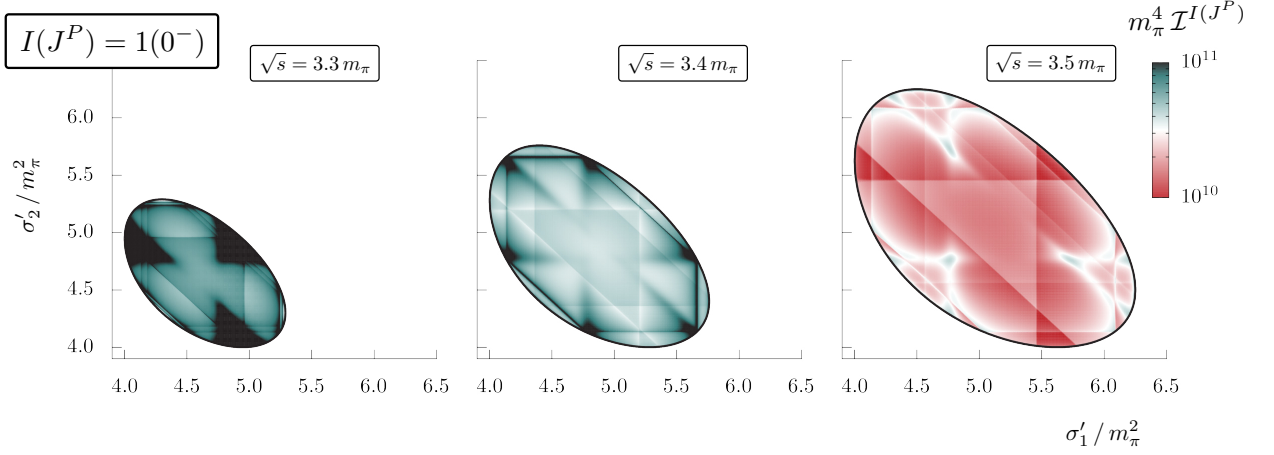 I(J^P) = 1(0^−)
√s = 3.3 m_π
√s = 3.4 m_π
√s = 3.5 m_π
m_π^4 𝓘^{I(J^P)}
10^11
10^10
σ′_2 / m_π^2
6.0
5.5
5.0
4.5
4.0
4.0 4.5 5.0 5.5 6.0 6.5
4.0 4.5 5.0 5.5 6.0 6.5
4.0 4.5 5.0 5.5 6.0 6.5
σ′_1 / m_π^2